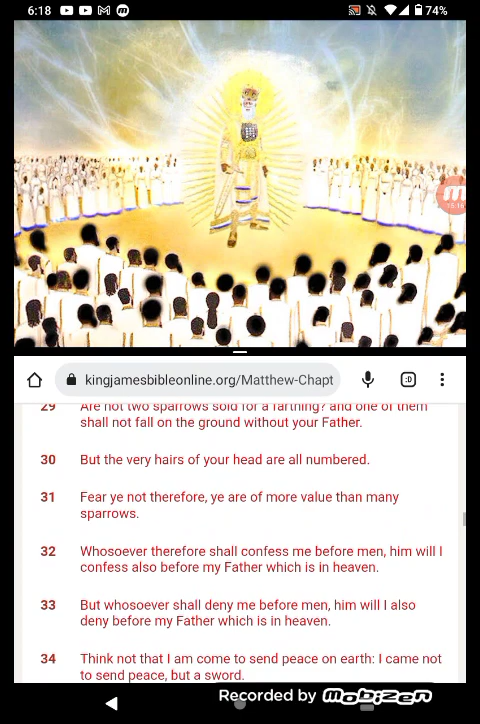 6:18
74%
15:16
kingjamesbibleonline.org/Matthew-Chapt
:D
29 Are not two sparrows sold for a farthing? and one of them
shall not fall on the ground without your Father.
30 But the very hairs of your head are all numbered.
31 Fear ye not therefore, ye are of more value than many
sparrows.
32 Whosoever therefore shall confess me before men, him will I
confess also before my Father which is in heaven.
33 But whosoever shall deny me before men, him will I also
deny before my Father which is in heaven.
34 Think not that I am come to send peace on earth: I came not
to send peace, but a sword.
Recorded by Mobizen